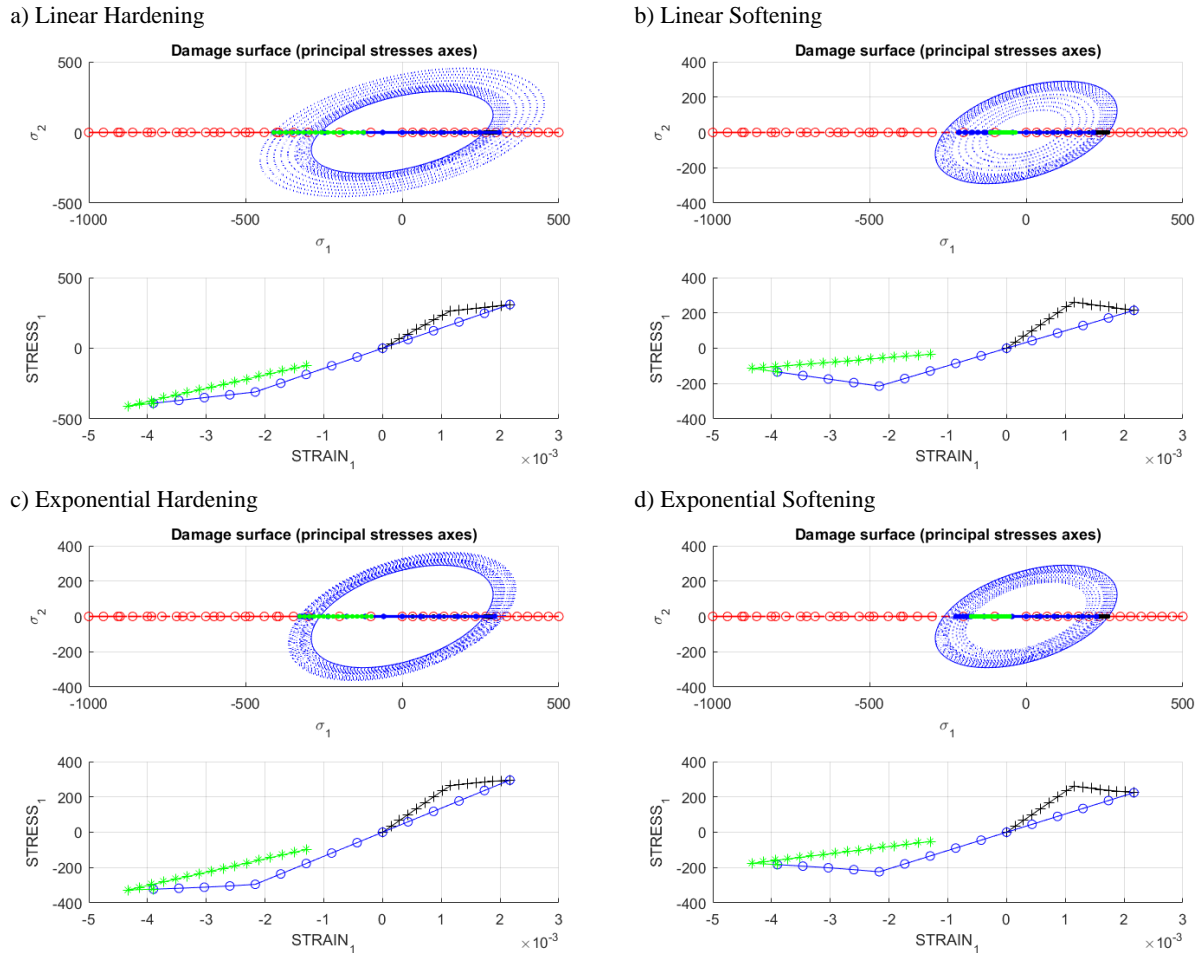 a) Linear Hardening
Damage surface (principal stresses axes)
500
0
-500
σ2
-1000 -500 0 500
σ1
500
0
-500
STRESS1
-5 -4 -3 -2 -1 0 1 2 3
STRAIN1
×10-3
b) Linear Softening
Damage surface (principal stresses axes)
400
200
0
-200
-400
σ2
-1000 -500 0 500
σ1
400
200
0
-200
-400
STRESS1
-5 -4 -3 -2 -1 0 1 2 3
STRAIN1
×10-3
c) Exponential Hardening
Damage surface (principal stresses axes)
400
200
0
-200
-400
σ2
-1000 -500 0 500
σ1
400
200
0
-200
-400
STRESS1
-5 -4 -3 -2 -1 0 1 2 3
STRAIN1
×10-3
d) Exponential Softening
Damage surface (principal stresses axes)
400
200
0
-200
-400
σ2
-1000 -500 0 500
σ1
400
200
0
-200
-400
STRESS1
-5 -4 -3 -2 -1 0 1 2 3
STRAIN1
×10-3